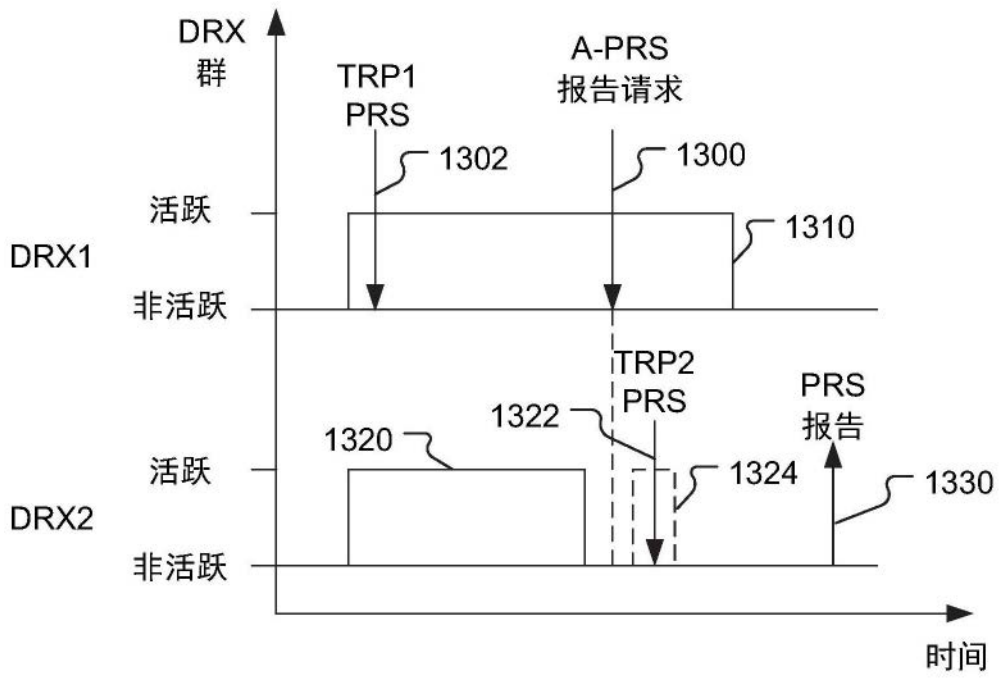 DRX
群
TRP1
PRS
A-PRS
报告请求
1302
1300
活跃
1310
DRX1
非活跃
TRP2
PRS
PRS
报告
1322
1320
活跃
1324
1330
DRX2
非活跃
时间